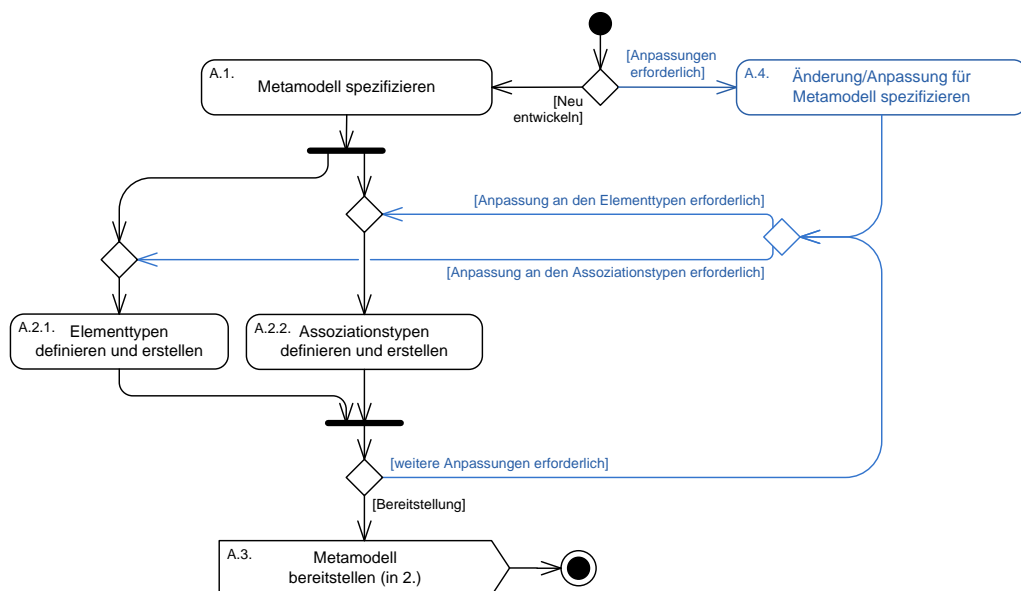 [Anpassungen
erforderlich]
A.1.
Metamodell spezifizieren
A.4.
Änderung/Anpassung für
Metamodell spezifizieren
[Neu
entwickeln]
[Anpassung an den Elementtypen erforderlich]
[Anpassung an den Assoziationstypen erforderlich]
A.2.1.
Elementtypen
definieren und erstellen
A.2.2.
Assoziationstypen
definieren und erstellen
[weitere Anpassungen erforderlich]
[Bereitstellung]
A.3.
Metamodell
bereitstellen (in 2.)